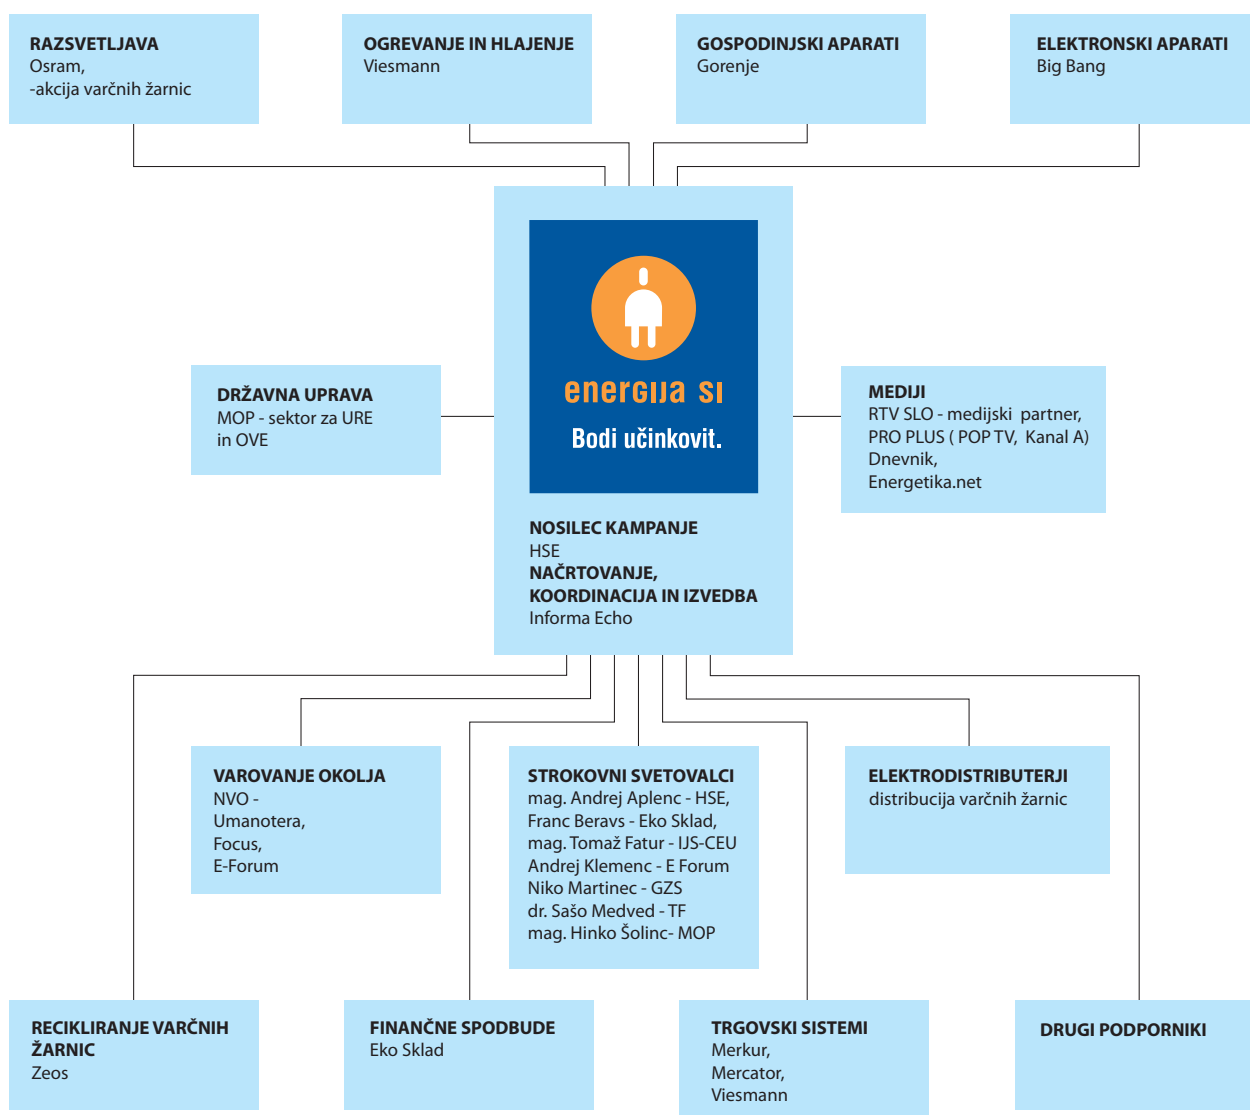 RAZSVETLJAVA
Osram,
-akcija varčnih žarnic
OGREVANJE IN HLAJENJE
Viesmann
GOSPODINJSKI APARATI
Gorenje
ELEKTRONSKI APARATI
Big Bang
energija si
Bodi učinkovit.
NOSILEC KAMPANJE
HSE
NAČRTOVANJE,
KOORDINACIJA IN IZVEDBA
Informa Echo
DRŽAVNA UPRAVA
MOP - sektor za URE
in OVE
MEDIJI
RTV SLO - medijski partner,
PRO PLUS ( POP TV, Kanal A)
Dnevnik,
Energetika.net
VAROVANJE OKOLJA
NVO -
Umanotera,
Focus,
E-Forum
STROKOVNI SVETOVALCI
mag. Andrej Aplenc - HSE,
Franc Beravs - Eko Sklad,
mag. Tomaž Fatur - IJS-CEU
Andrej Klemenc - E Forum
Niko Martinec - GZS
dr. Sašo Medved - TF
mag. Hinko Šolinc- MOP
ELEKTRODISTRIBUTERJI
distribucija varčnih žarnic
RECIKLIRANJE VARČNIH
ŽARNIC
Zeos
FINANČNE SPODBUDE
Eko Sklad
TRGOVSKI SISTEMI
Merkur,
Mercator,
Viesmann
DRUGI PODPORNIKI